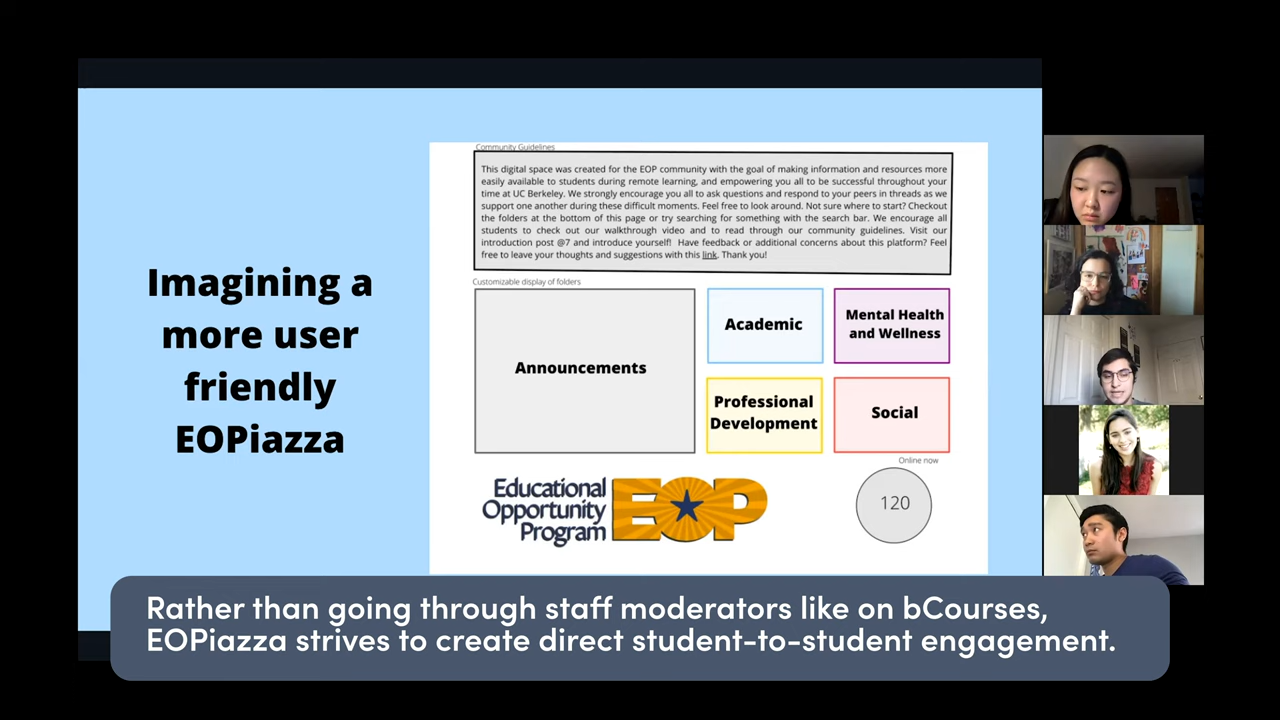 Imagining a
more user
friendly
EOPiazza
Community Guidelines
This digital space was created for the EOP community with the goal of making information and resources more
easily available to students during remote learning, and empowering you all to be successful throughout your
time at UC Berkeley. We strongly encourage you all to ask questions and respond to your peers in threads as we
support one another during these difficult moments. Feel free to look around. Not sure where to start? Checkout
the folders at the bottom of this page or try searching for something with the search bar. We encourage all
students to check out our walkthrough video and to read through our community guidelines. Visit our
introduction post @7 and introduce yourself! Have feedback or additional concerns about this platform? Feel
free to leave your thoughts and suggestions with this link. Thank you!
Customizable display of folders
Announcements
Academic
Mental Health
and Wellness
Professional
Development
Social
Online now
120
Educational
Opportunity
Program
EOP
Rather than going through staff moderators like on bCourses,
EOPiazza strives to create direct student-to-student engagement.